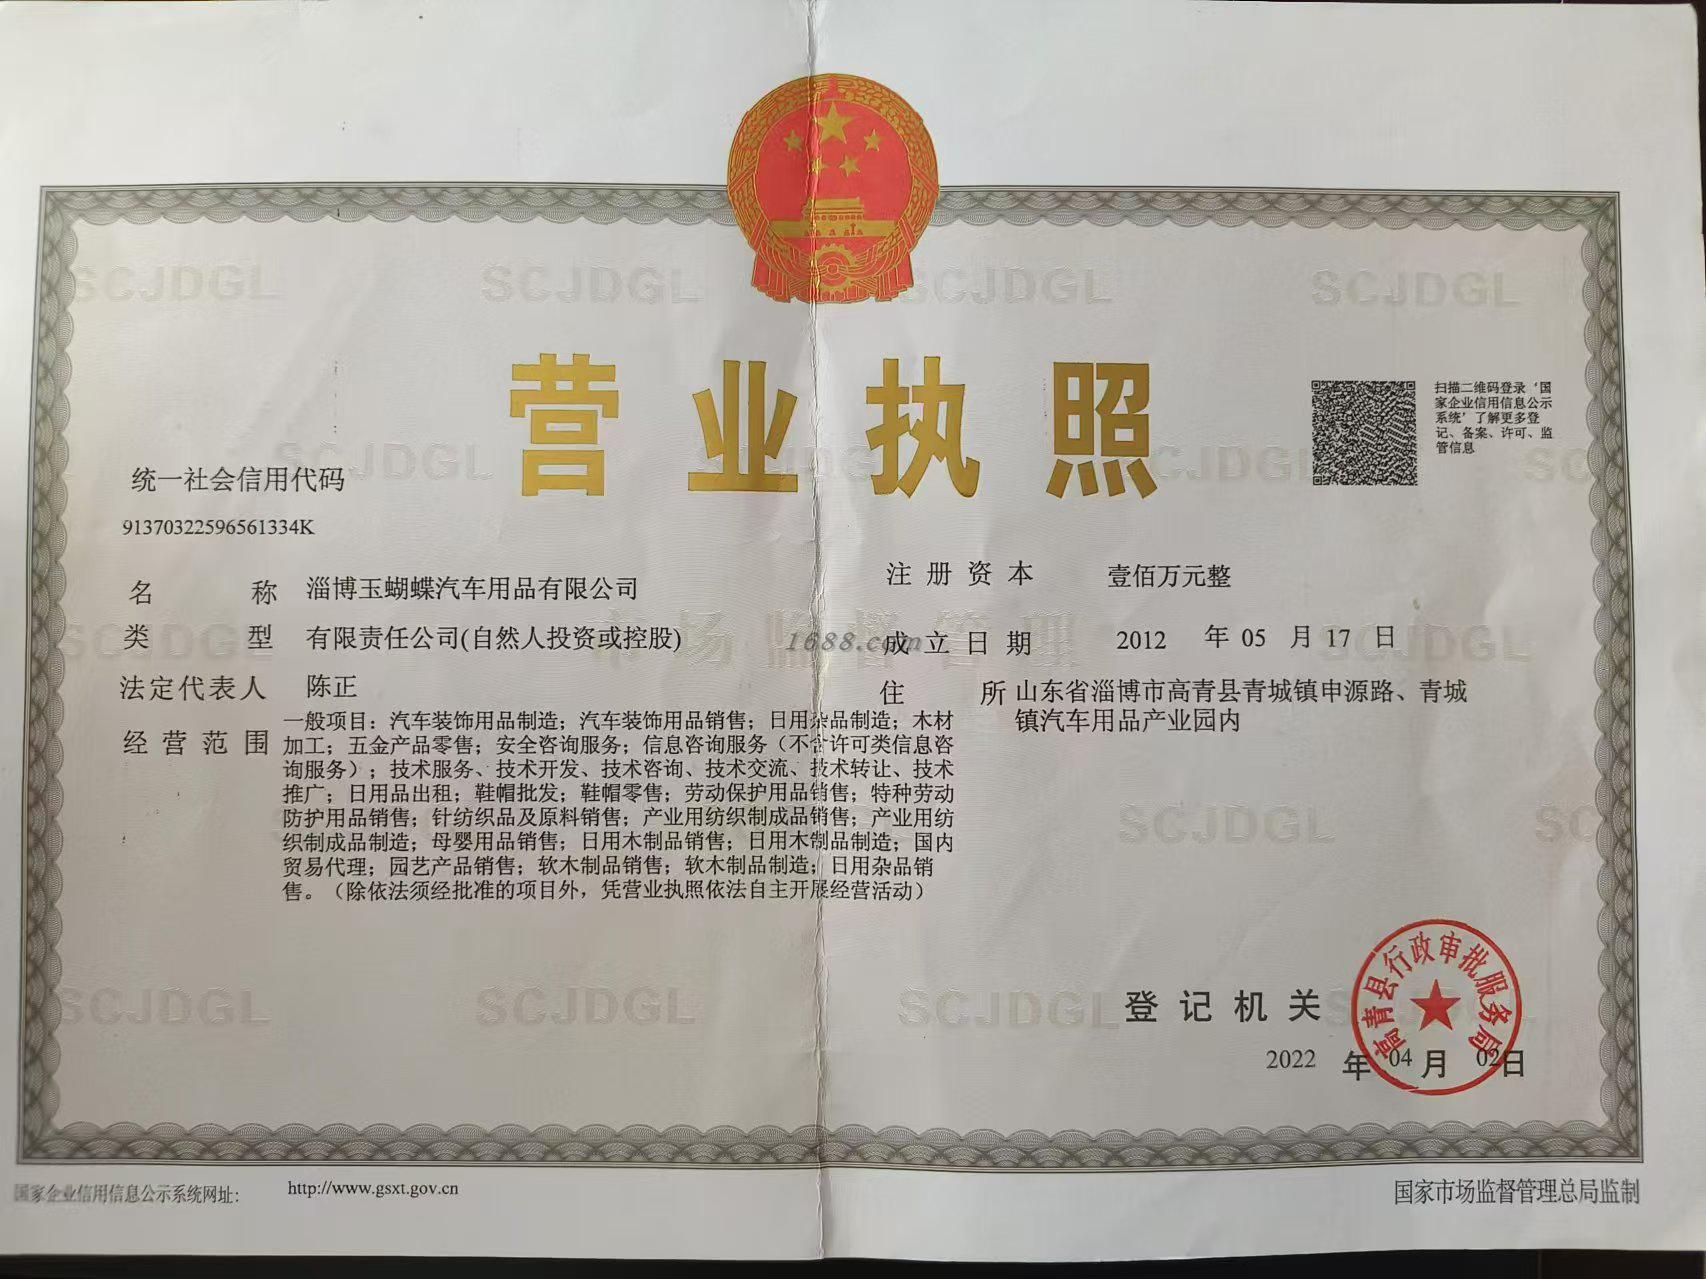 营业执照
扫描二维码登录‘国
家企业信用信息公示
系统’了解更多登
记、备案、许可、监
管信息
统一社会信用代码
91370322596561334K
名称 淄博玉蝴蝶汽车用品有限公司
类型 有限责任公司(自然人投资或控股)
法定代表人 陈正
经营范围
一般项目：汽车装饰用品制造；汽车装饰用品销售；日用杂品制造；木材
加工；五金产品零售；安全咨询服务；信息咨询服务（不含许可类信息咨
询服务）；技术服务、技术开发、技术咨询、技术交流、技术转让、技术
推广；日用品出租；鞋帽批发；鞋帽零售；劳动保护用品销售；特种劳动
防护用品销售；针纺织品及原料销售；产业用纺织制成品销售；产业用纺
织制成品制造；母婴用品销售；日用木制品销售；日用木制品制造；国内
贸易代理；园艺产品销售；软木制品销售；软木制品制造；日用杂品销
售。（除依法须经批准的项目外，凭营业执照依法自主开展经营活动）
注册资本 壹佰万元整
成立日期 2012 年 05 月 17 日
住所 山东省淄博市高青县青城镇申源路、青城
镇汽车用品产业园内
1688.com
市场监督管理
SCJDGL SCJDGL SCJDGL SCJDGL
登记机关
高青县行政审批服务局
2022 年 04 月 02 日
国家企业信用信息公示系统网址：
http://www.gsxt.gov.cn
国家市场监督管理总局监制